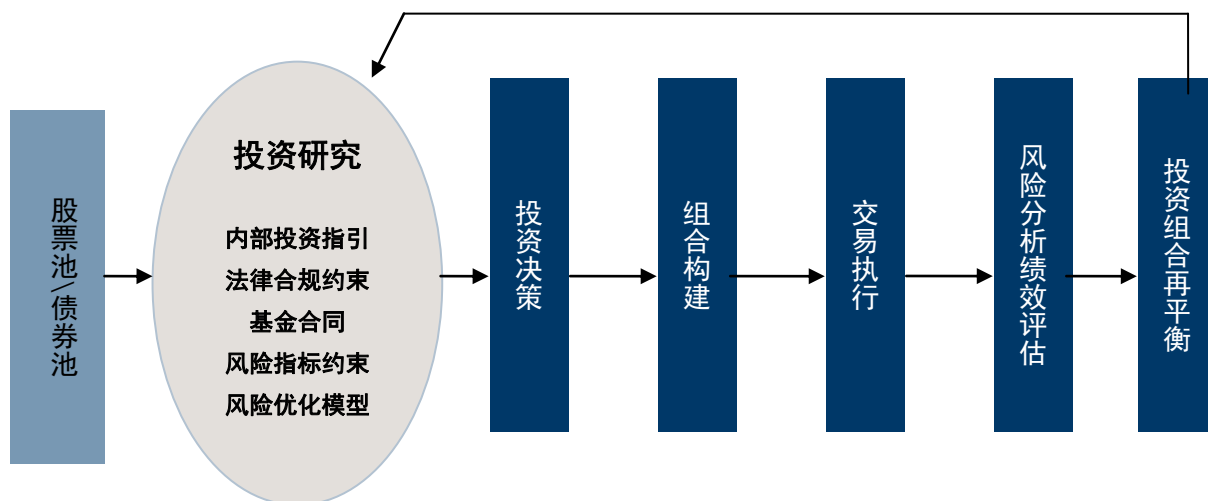 股票池\债券池
投资研究
内部投资指引
法律合规约束
基金合同
风险指标约束
风险优化模型
投资决策
组合构建
交易执行
风险分析绩效评估
投资组合再平衡